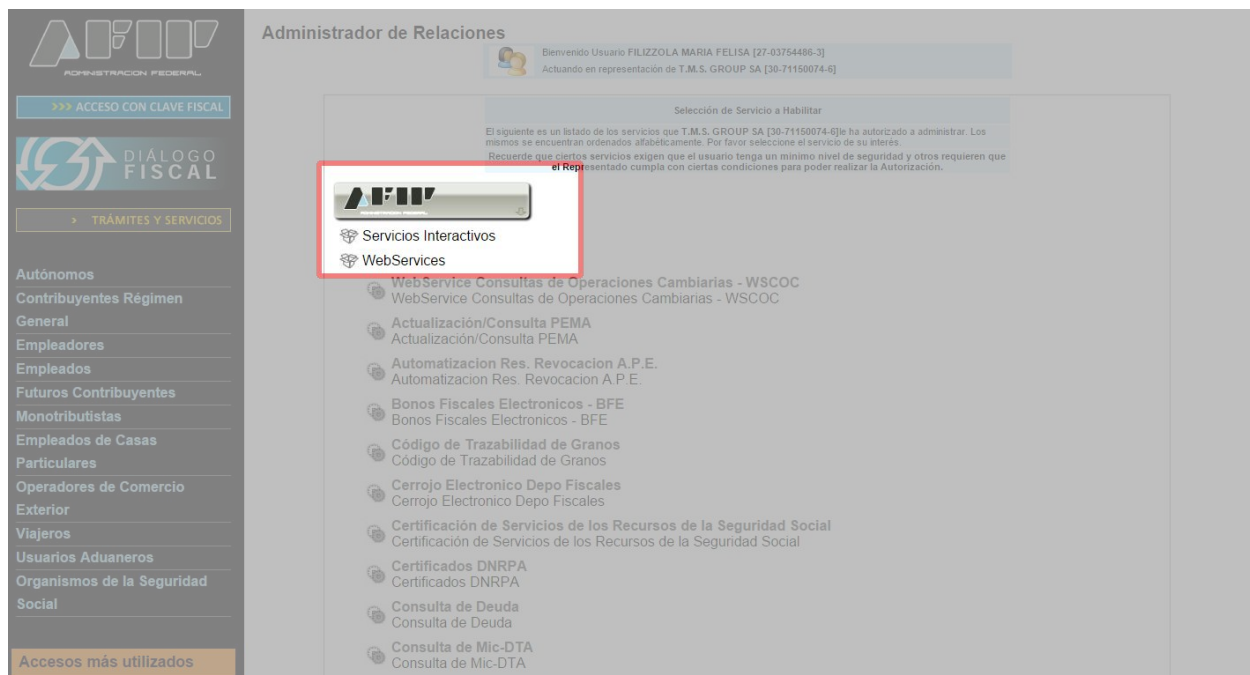 AFIP
ADMINISTRACION FEDERAL
>>> ACCESO CON CLAVE FISCAL
DIÁLOGO
FISCAL
> TRÁMITES Y SERVICIOS
Autónomos
Contribuyentes Régimen
General
Empleadores
Empleados
Futuros Contribuyentes
Monotributistas
Empleados de Casas
Particulares
Operadores de Comercio
Exterior
Viajeros
Usuarios Aduaneros
Organismos de la Seguridad
Social
Accesos más utilizados
Administrador de Relaciones
Bienvenido Usuario FILIZZOLA MARIA FELISA [27-03754486-3]
Actuando en representación de T.M.S. GROUP SA [30-71150074-6]
Selección de Servicio a Habilitar
El siguiente es un listado de los servicios que T.M.S. GROUP SA [30-71150074-6]le ha autorizado a administrar. Los
mismos se encuentran ordenados alfabéticamente. Por favor seleccione el servicio de su interés.
Recuerde que ciertos servicios exigen que el usuario tenga un mínimo nivel de seguridad y otros requieren que
el Representado cumpla con ciertas condiciones para poder realizar la Autorización.
AFIP
ADMINISTRACION FEDERAL
Servicios Interactivos
WebServices
WebService Consultas de Operaciones Cambiarias - WSCOC
WebService Consultas de Operaciones Cambiarias - WSCOC
Actualización/Consulta PEMA
Actualización/Consulta PEMA
Automatizacion Res. Revocacion A.P.E.
Automatizacion Res. Revocacion A.P.E.
Bonos Fiscales Electronicos - BFE
Bonos Fiscales Electronicos - BFE
Código de Trazabilidad de Granos
Código de Trazabilidad de Granos
Cerrojo Electronico Depo Fiscales
Cerrojo Electronico Depo Fiscales
Certificación de Servicios de los Recursos de la Seguridad Social
Certificación de Servicios de los Recursos de la Seguridad Social
Certificados DNRPA
Certificados DNRPA
Consulta de Deuda
Consulta de Deuda
Consulta de Mic-DTA
Consulta de Mic-DTA